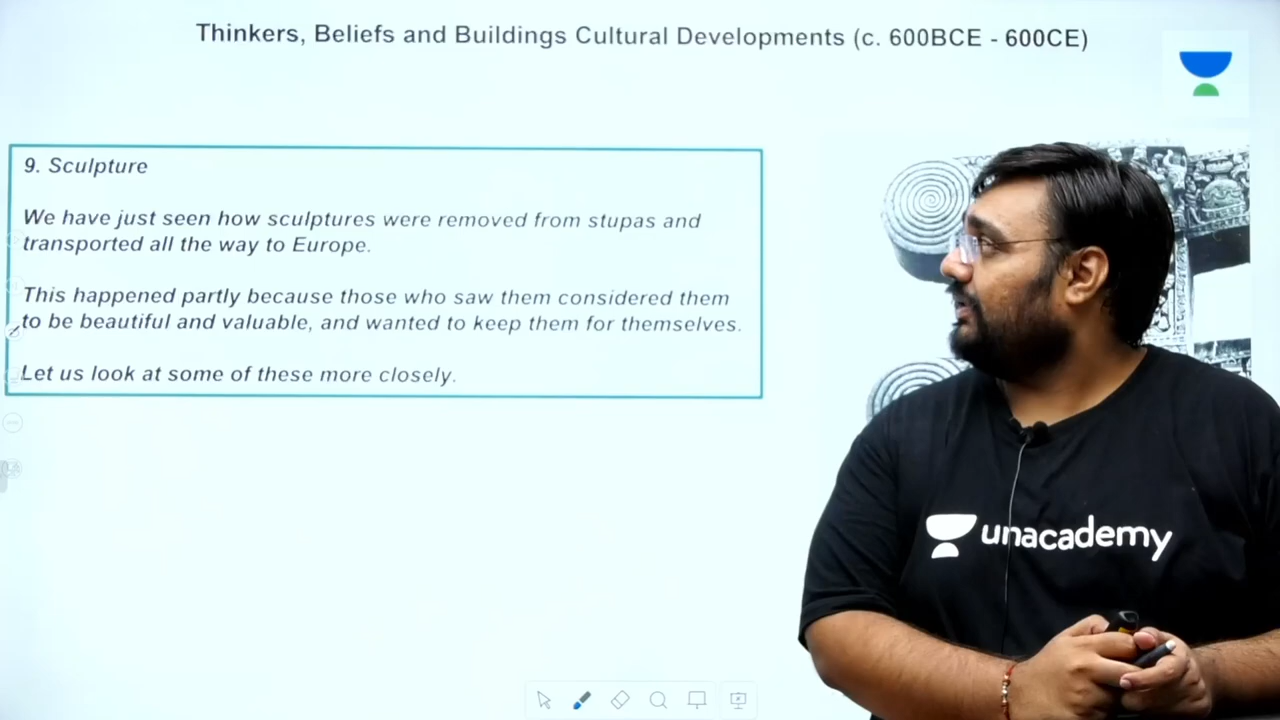 Thinkers, Beliefs and Buildings Cultural Developments (c. 600BCE - 600CE)
9. Sculpture
We have just seen how sculptures were removed from stupas and
transported all the way to Europe.
This happened partly because those who saw them considered them
to be beautiful and valuable, and wanted to keep them for themselves.
Let us look at some of these more closely.
unacademy